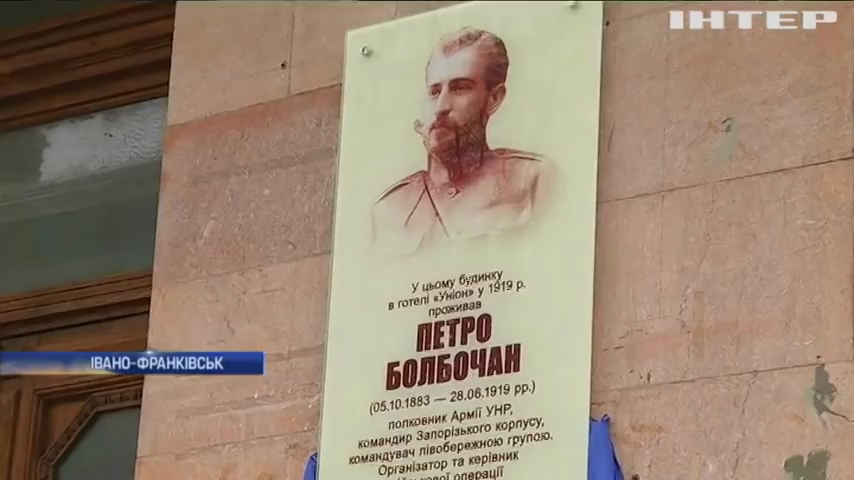 ІНТЕР
У цьому будинку
в готелі «Уніон» у 1919 р.
проживав
ПЕТРО
БОЛБОЧАН
(05.10.1883 — 28.06.1919 рр.)
полковник Армії УНР,
командир Запорізького корпусу,
командувач лівобережною групою.
Організатор та керівник
операції
ІВАНО-ФРАНКІВСЬК